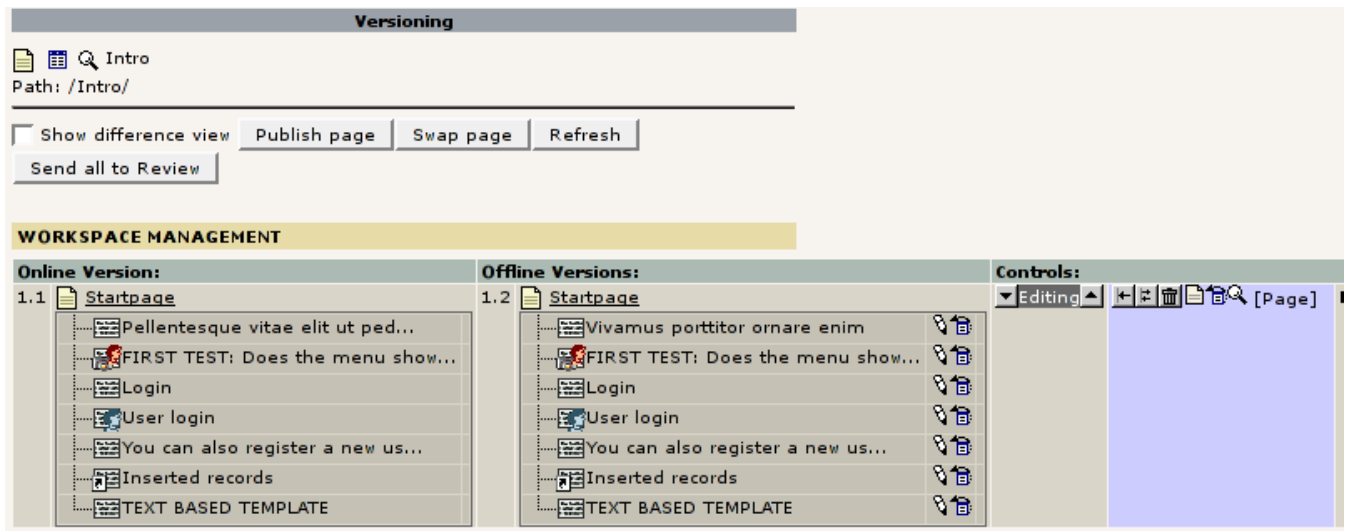 Versioning
Intro
Path: /Intro/
Show difference view Publish page Swap page Refresh
Send all to Review
WORKSPACE MANAGEMENT
Online Version: Offline Versions: Controls:
1.1 Startpage 1.2 Startpage Editing [Page]
Pellentesque vitae elit ut ped... Vivamus porttitor ornare enim
FIRST TEST: Does the menu show... FIRST TEST: Does the menu show...
Login Login
User login User login
You can also register a new us... You can also register a new us...
Inserted records Inserted records
TEXT BASED TEMPLATE TEXT BASED TEMPLATE